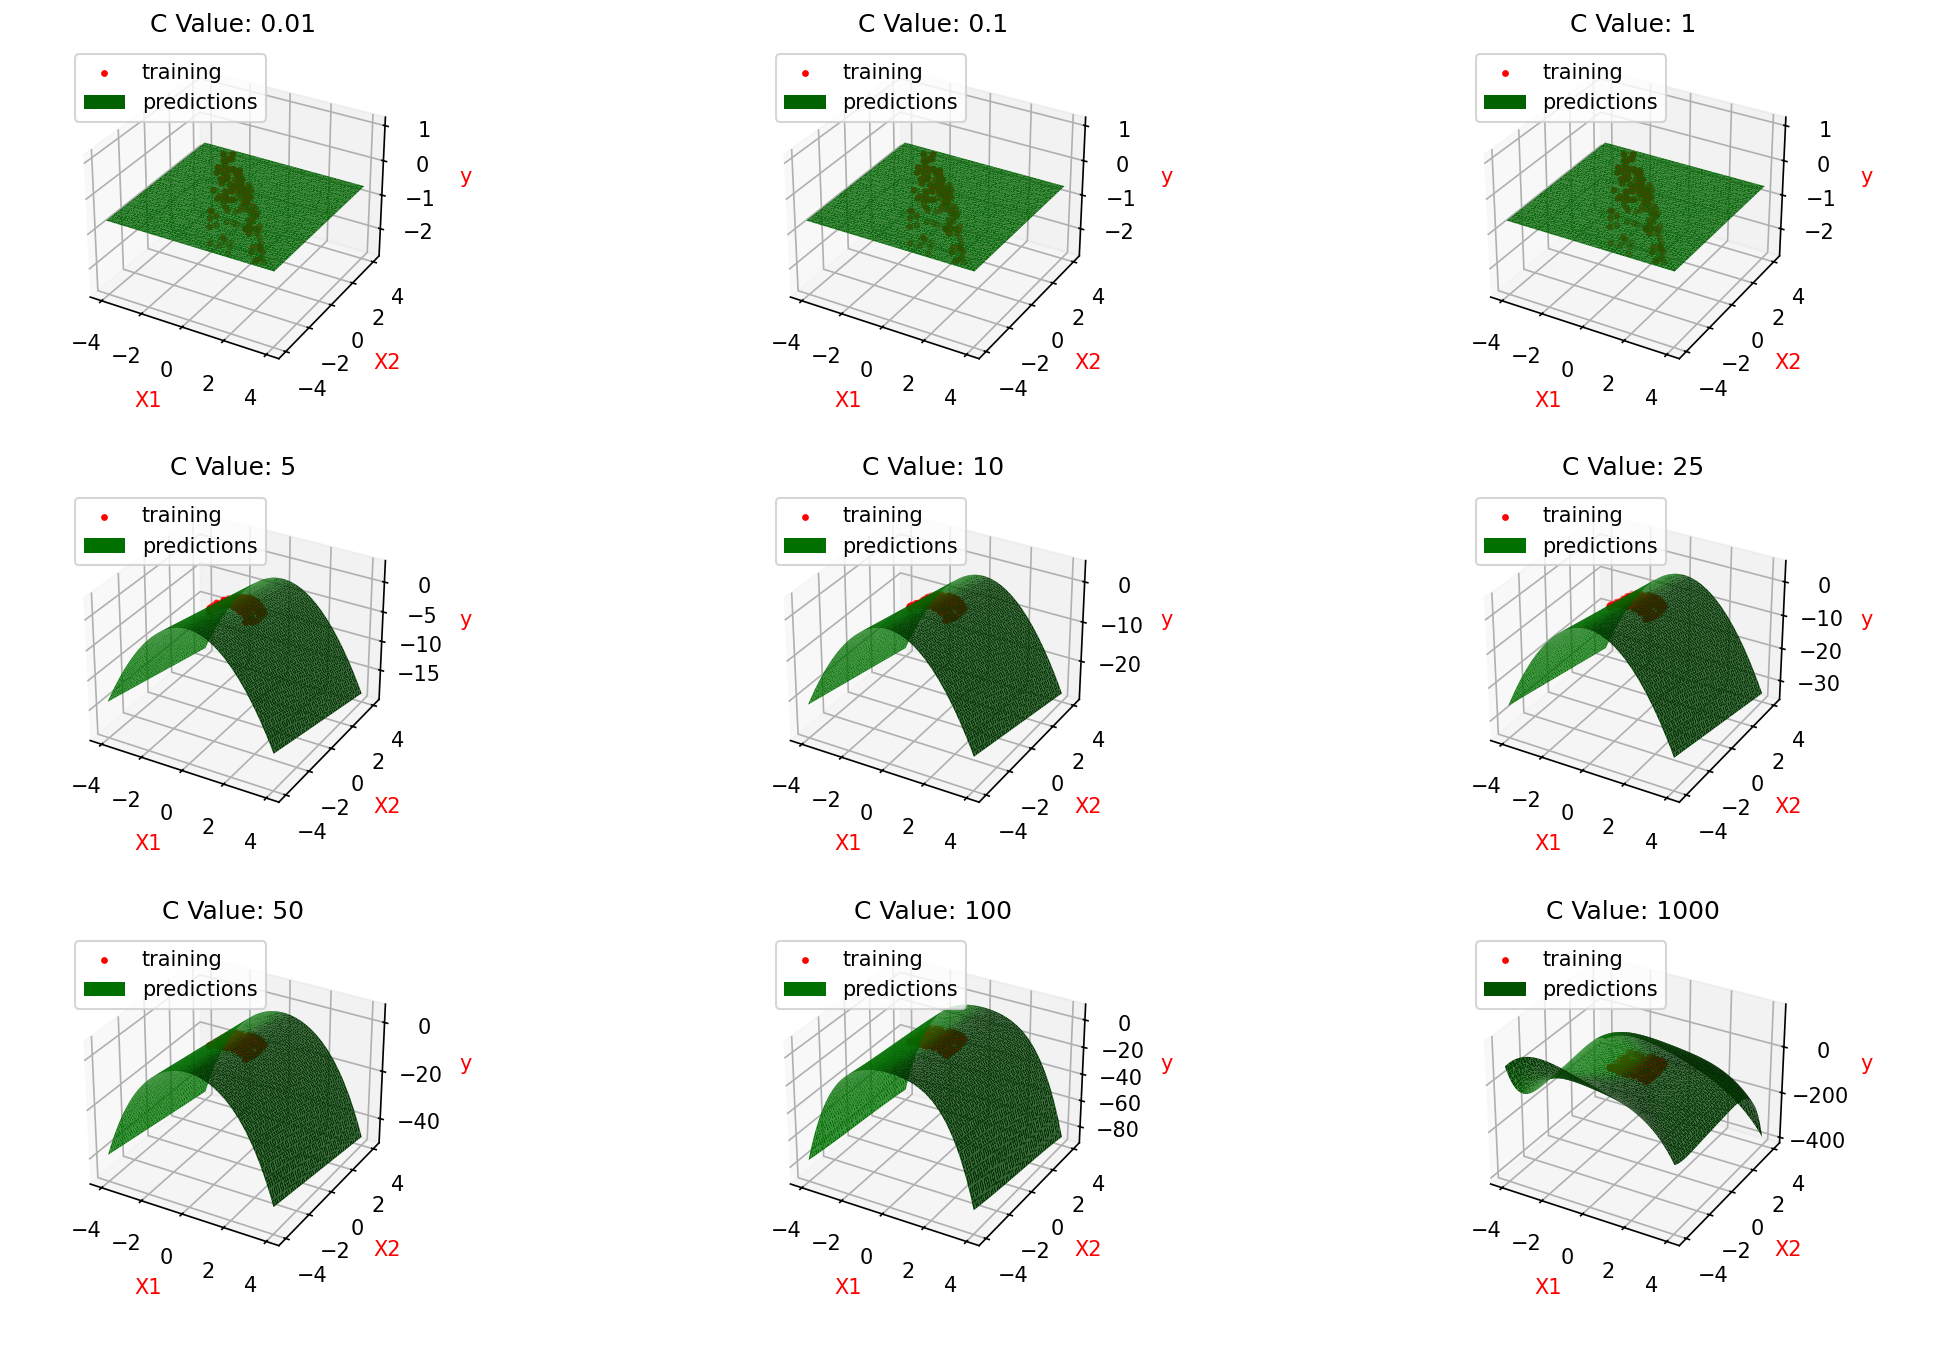 C Value: 0.01
training
predictions
1
0
−1
−2
y
4
2
0
−2
−4
X2
−4
−2
0
2
4
X1
C Value: 0.1
training
predictions
1
0
−1
−2
y
4
2
0
−2
−4
X2
−4
−2
0
2
4
X1
C Value: 1
training
predictions
1
0
−1
−2
y
4
2
0
−2
−4
X2
−4
−2
0
2
4
X1
C Value: 5
training
predictions
0
−5
−10
−15
y
4
2
0
−2
−4
X2
−4
−2
0
2
4
X1
C Value: 10
training
predictions
0
−10
−20
y
4
2
0
−2
−4
X2
−4
−2
0
2
4
X1
C Value: 25
training
predictions
0
−10
−20
−30
y
4
2
0
−2
−4
X2
−4
−2
0
2
4
X1
C Value: 50
training
predictions
0
−20
−40
y
4
2
0
−2
−4
X2
−4
−2
0
2
4
X1
C Value: 100
training
predictions
0
−20
−40
−60
−80
y
4
2
0
−2
−4
X2
−4
−2
0
2
4
X1
C Value: 1000
training
predictions
0
−200
−400
y
4
2
0
−2
−4
X2
−4
−2
0
2
4
X1